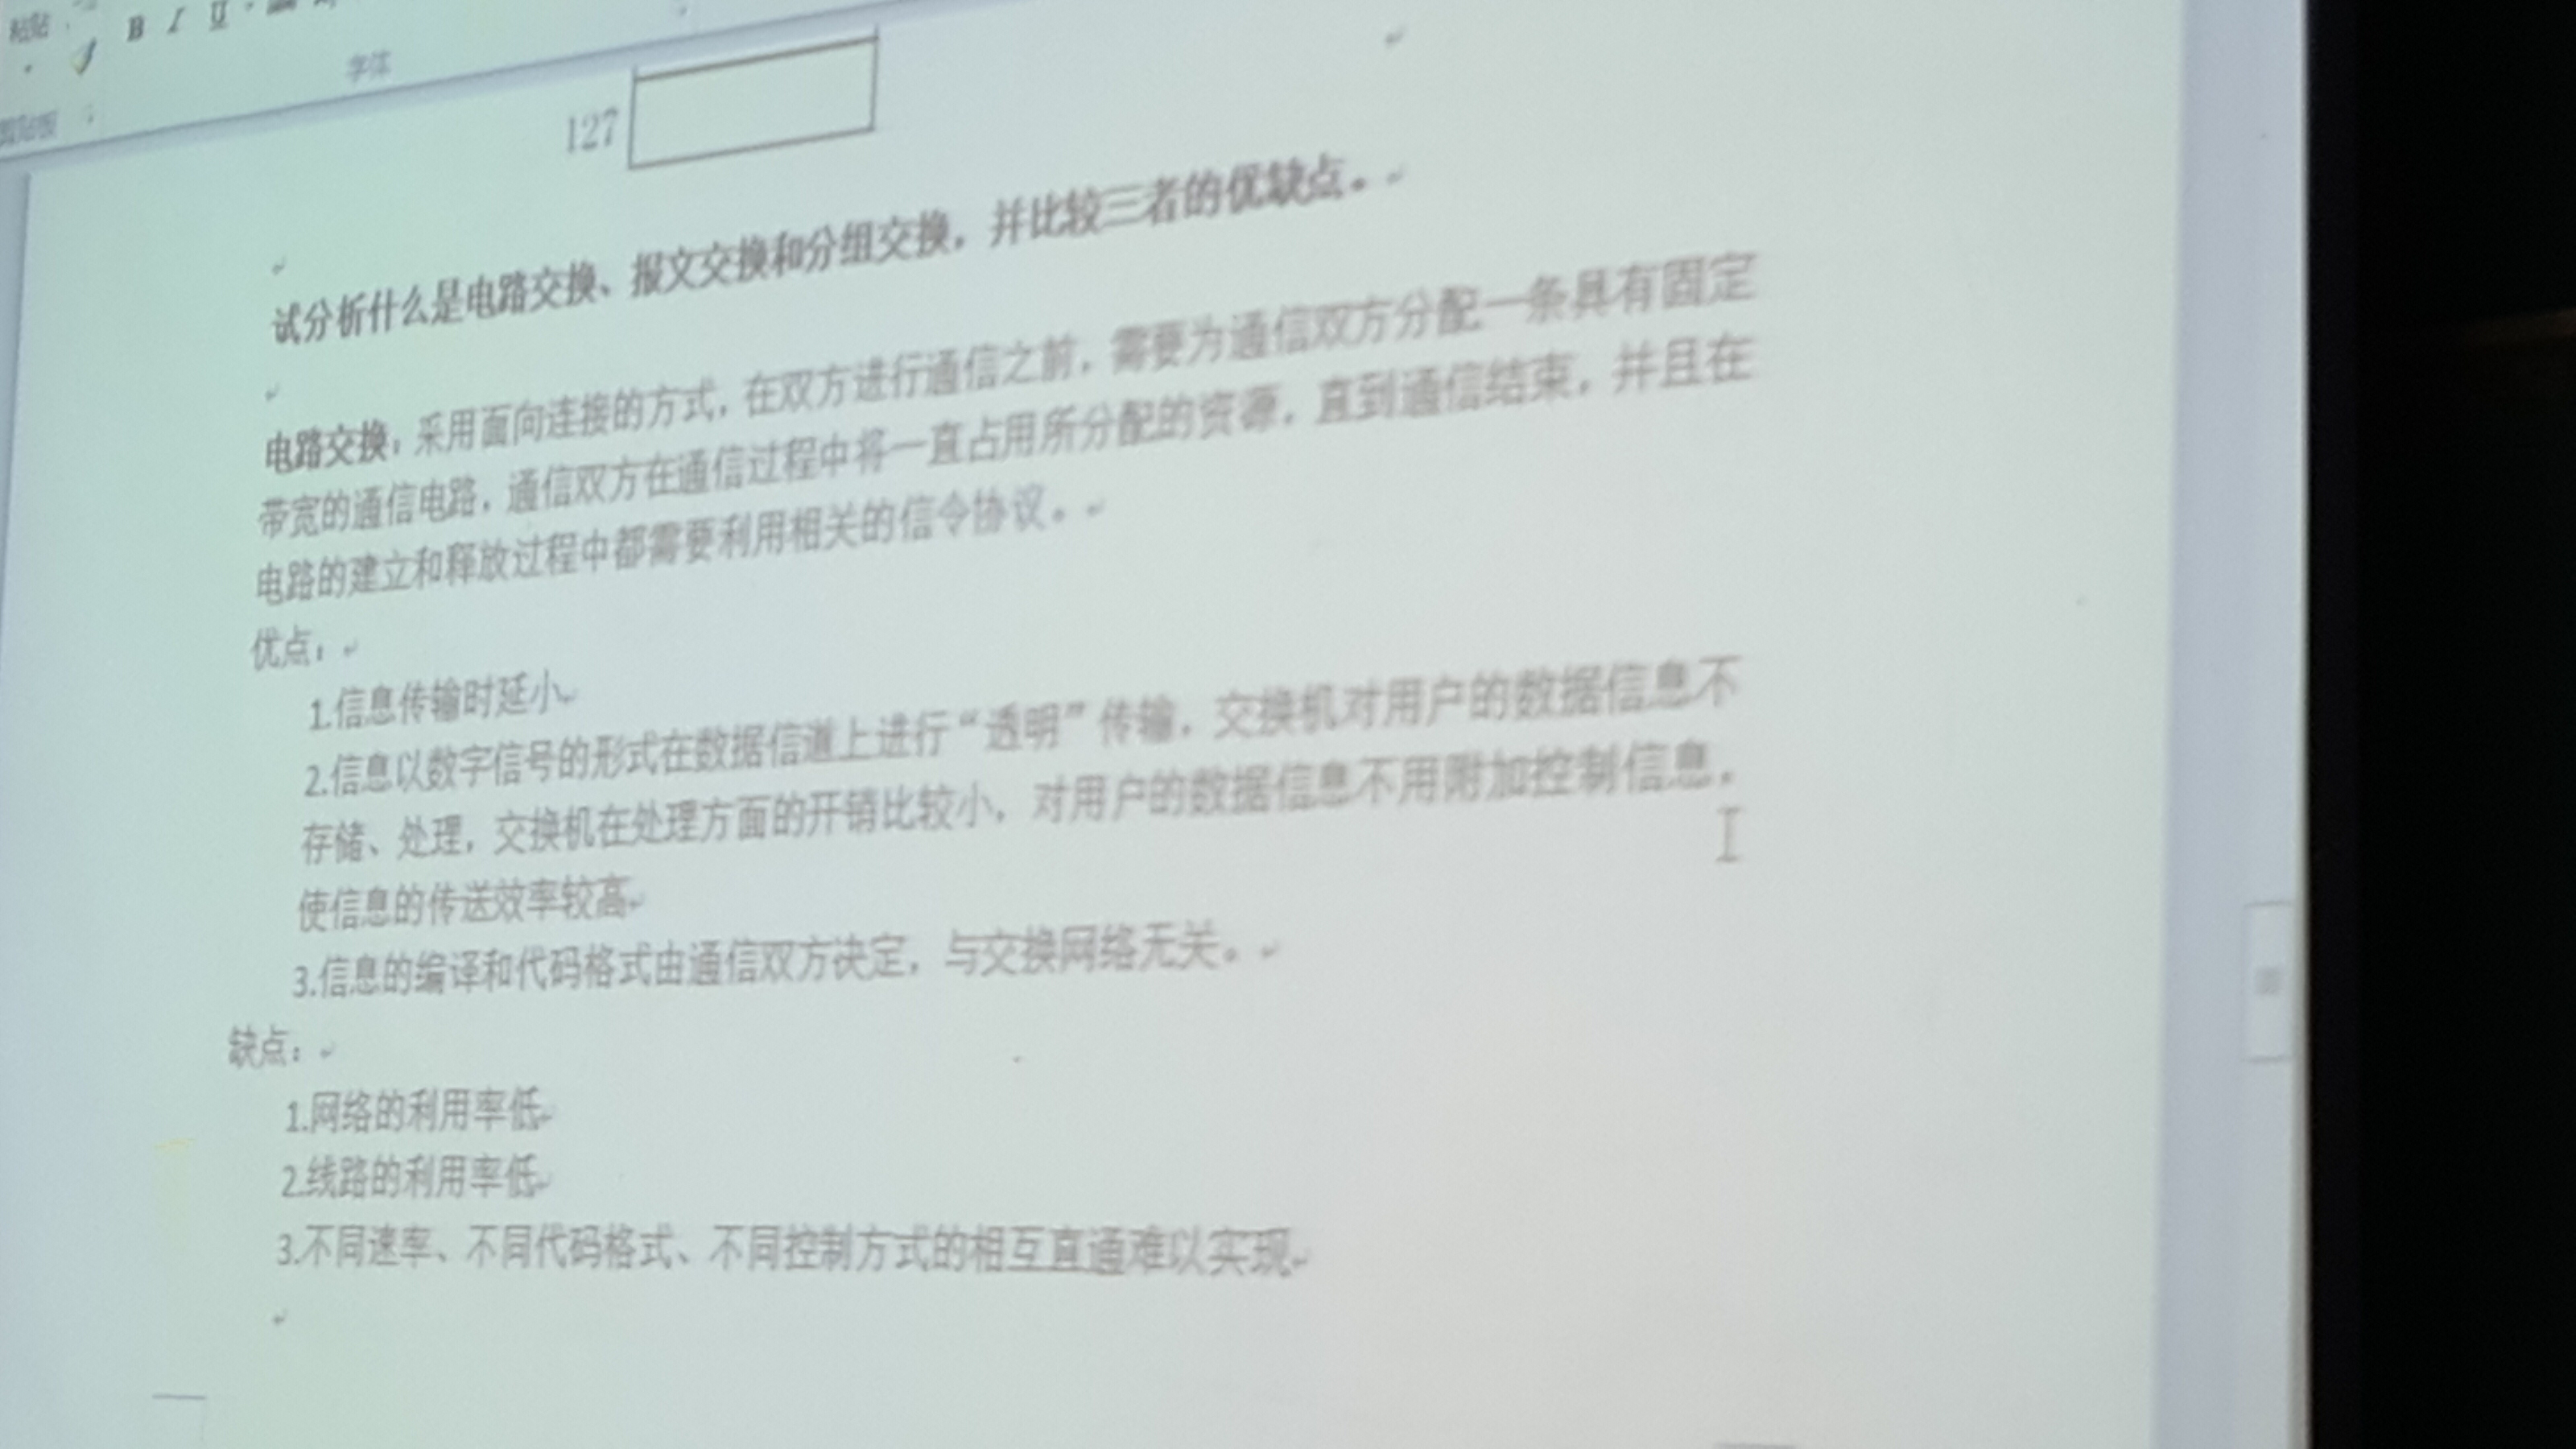 粘贴
B I U
字体
剪贴板
127
试分析什么是电路交换、报文交换和分组交换，并比较三者的优缺点。
电路交换：采用面向连接的方式，在双方进行通信之前，需要为通信双方分配一条具有固定
带宽的通信电路，通信双方在通信过程中将一直占用所分配的资源，直到通信结束，并且在
电路的建立和释放过程中都需要利用相关的信令协议。
优点：
1.信息传输时延小
2.信息以数字信号的形式在数据信道上进行“透明”传输，交换机对用户的数据信息不
存储、处理，交换机在处理方面的开销比较小，对用户的数据信息不用附加控制信息，
使信息的传送效率较高
3.信息的编译和代码格式由通信双方决定，与交换网络无关。
缺点：
1.网络的利用率低
2.线路的利用率低
3.不同速率、不同代码格式、不同控制方式的相互直通难以实现